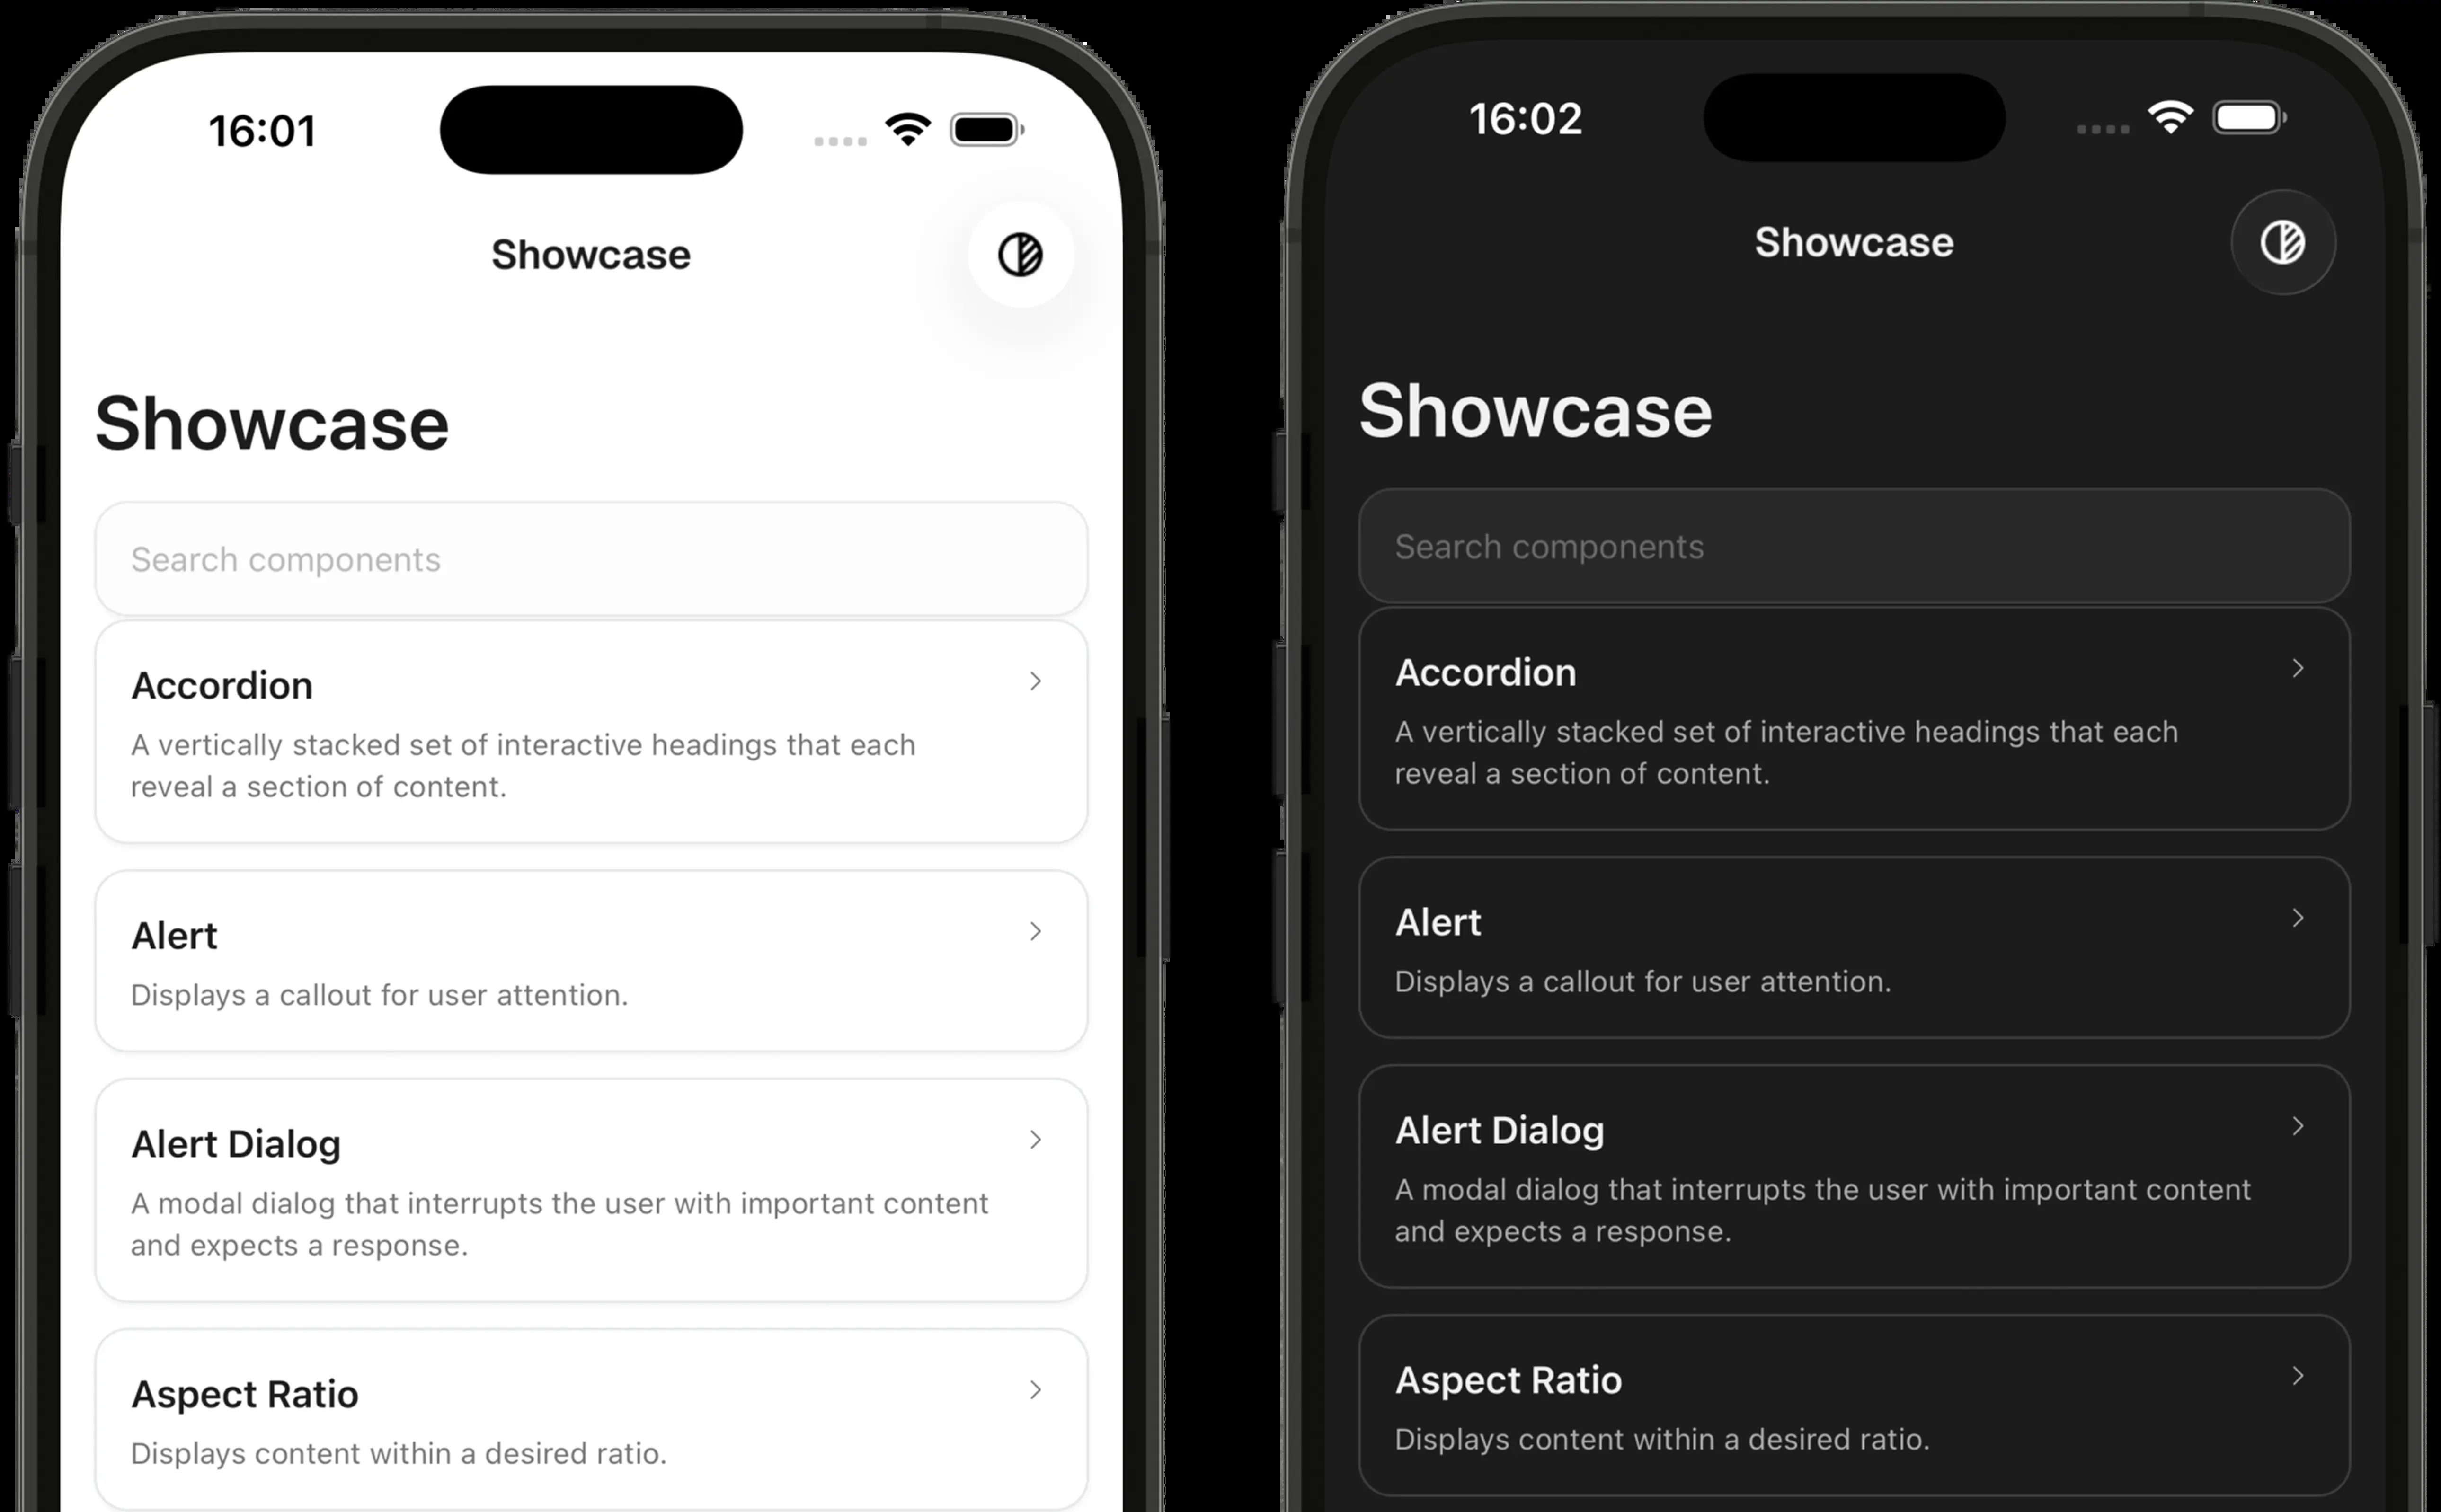 16:01
Showcase
Showcase
Search components
Accordion
A vertically stacked set of interactive headings that each
reveal a section of content.
Alert
Displays a callout for user attention.
Alert Dialog
A modal dialog that interrupts the user with important content
and expects a response.
Aspect Ratio
Displays content within a desired ratio.
16:02
Showcase
Showcase
Search components
Accordion
A vertically stacked set of interactive headings that each
reveal a section of content.
Alert
Displays a callout for user attention.
Alert Dialog
A modal dialog that interrupts the user with important content
and expects a response.
Aspect Ratio
Displays content within a desired ratio.